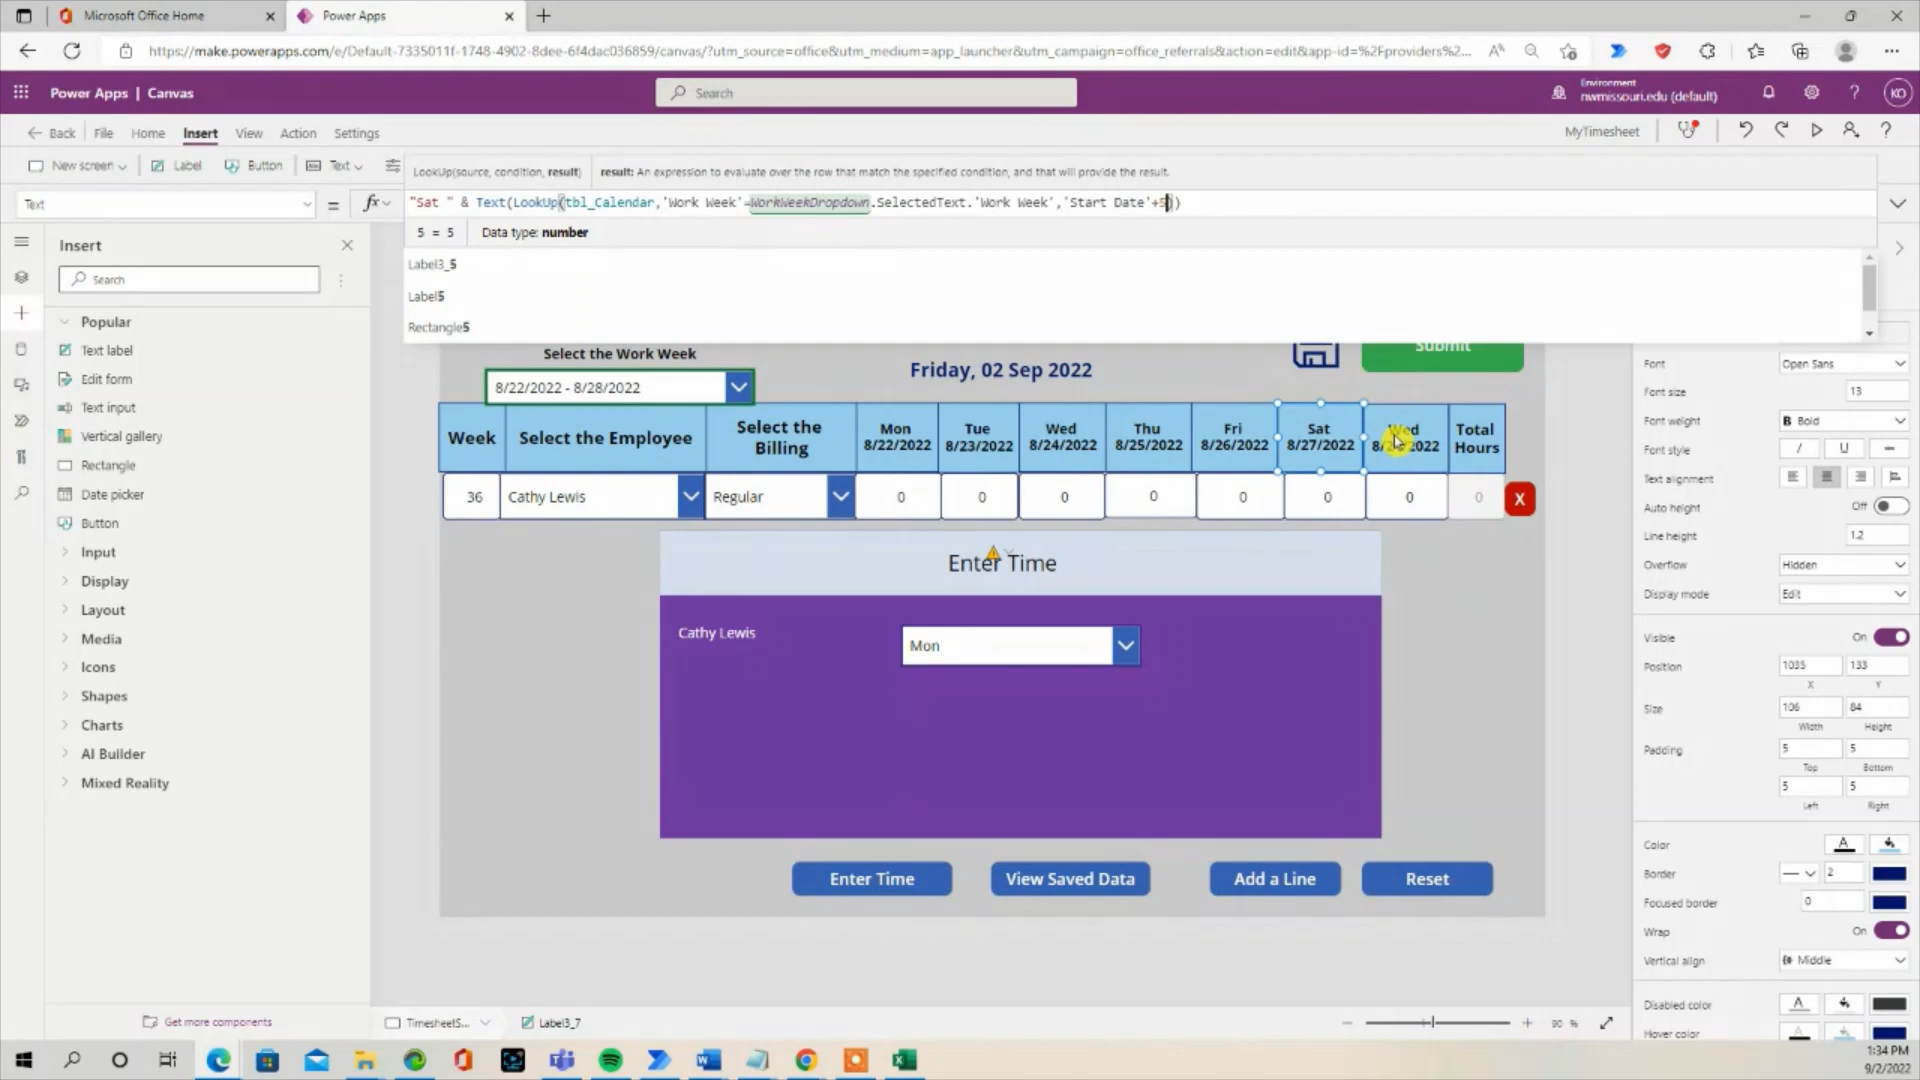 Microsoft Office Home
Power Apps
https://make.powerapps.com/e/Default-7335011f-1748-4902-8dee-6f4dac036859/canvas/?utm_source=office&utm_medium=app_launcher&utm_campaign=office_referrals&action=edit&app-id=%2Fproviders%2...
Power Apps | Canvas
Search
Environment
nwmissouri.edu (default)
KO
Back File Home Insert View Action Settings
MyTimesheet
New screen Label Button Text
LookUp(source, condition, result)
result: An expression to evaluate over the row that match the specified condition, and that will provide the result.
Text = fx
"Sat " & Text(LookUp(tbl_Calendar,'Work Week'=WorkWeekDropdown.SelectedText.'Work Week','Start Date'+5))
5 = 5 Data type: number
Label3_5
Label5
Rectangle5
Insert
Search
Popular
Text label
Edit form
Text input
Vertical gallery
Rectangle
Date picker
Button
Input
Display
Layout
Media
Icons
Shapes
Charts
AI Builder
Mixed Reality
Get more components
Select the Work Week
8/22/2022 - 8/28/2022
Friday, 02 Sep 2022
Submit
Week
Select the Employee
Select the
Billing
Mon
8/22/2022
Tue
8/23/2022
Wed
8/24/2022
Thu
8/25/2022
Fri
8/26/2022
Sat
8/27/2022
Wed
Total
Hours
36 Cathy Lewis Regular 0 0 0 0 0 0 0 0 X
Enter Time
Cathy Lewis
Mon
Enter Time View Saved Data Add a Line Reset
Font Open Sans
Font size 13
Font weight B Bold
Font style / U
Text alignment
Auto height Off
Line height 1.2
Overflow Hidden
Display mode Edit
Visible On
Position 1035 133
X Y
Size 106 84
Width Height
Padding 5 5
Top Bottom
5 5
Left Right
Color A
Border 2
Focused border 0
Wrap On
Vertical align Middle
Disabled color A
Hover color A
TimesheetS... Label3_7
90 %
1:34 PM
9/2/2022